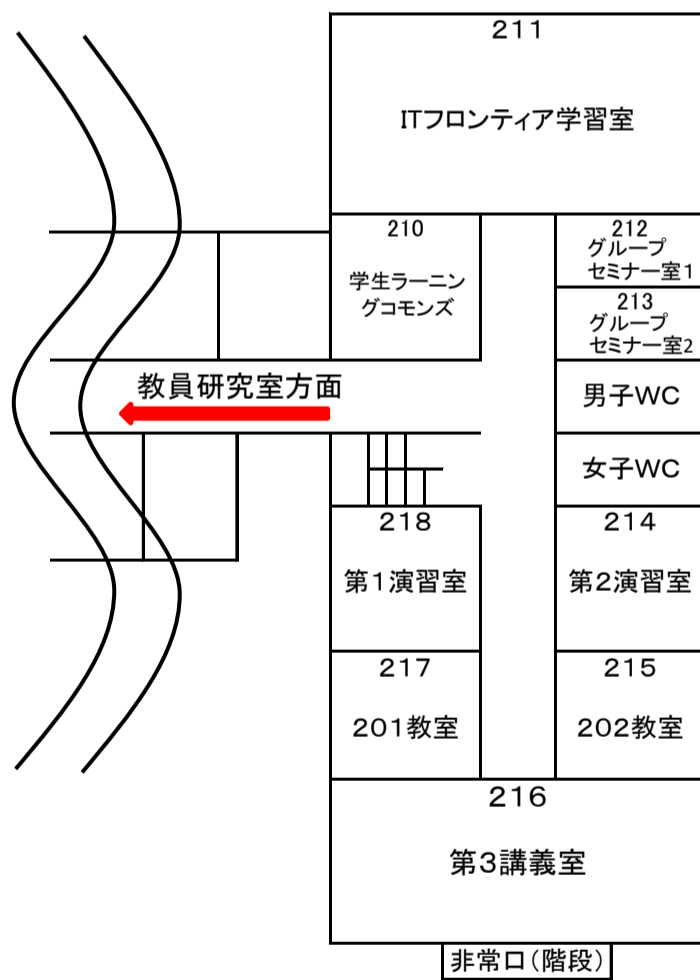 211
ITフロンティア学習室
210
学生ラーニン
グコモンズ
212
グループ
セミナー室1
213
グループ
セミナー室2
教員研究室方面
男子WC
女子WC
218
第1演習室
214
第2演習室
217
201教室
215
202教室
216
第3講義室
非常口(階段)